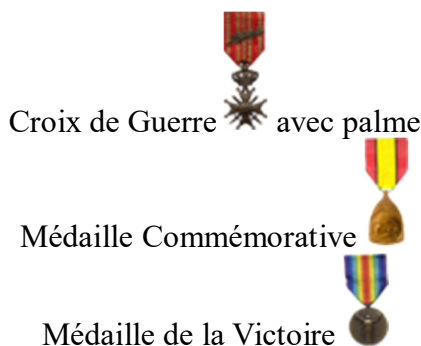 Croix de Guerre avec palme
Médaille Commémorative
Médaille de la Victoire